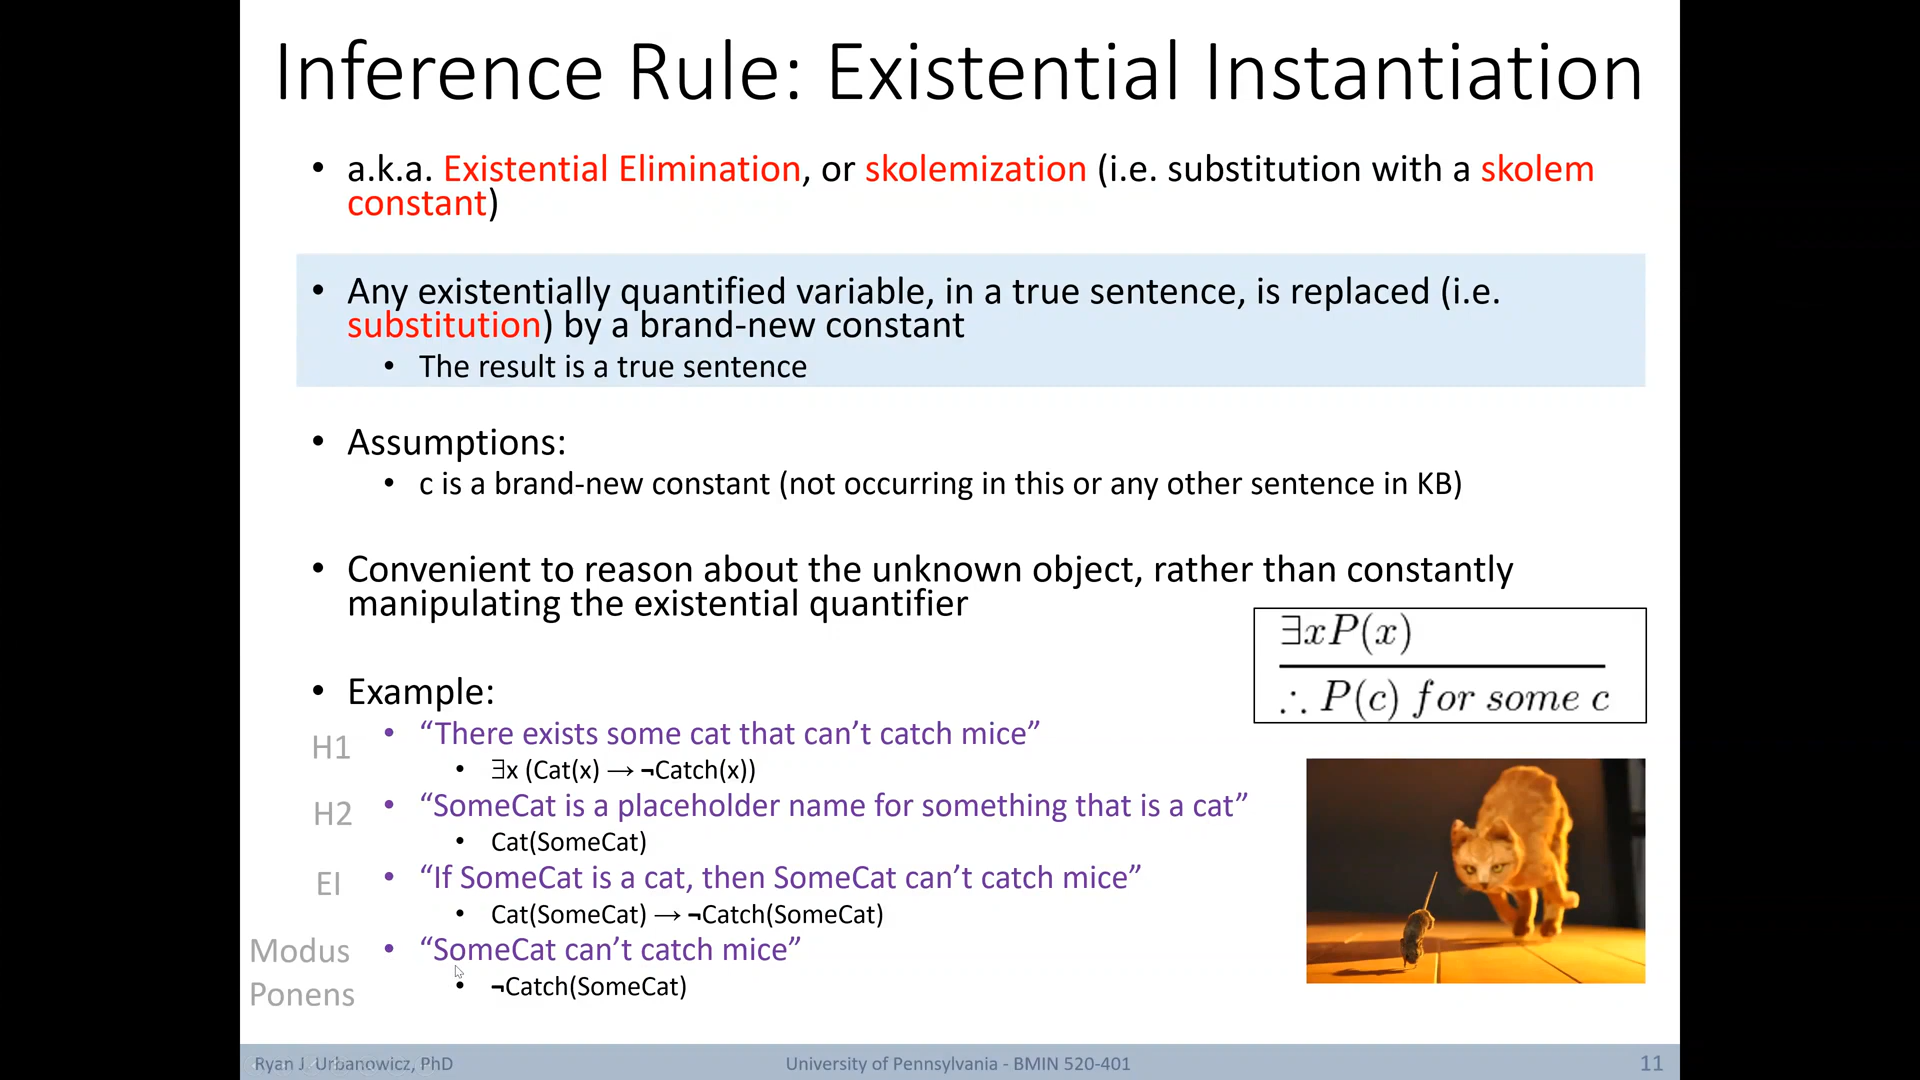 Inference Rule: Existential Instantiation
• a.k.a. Existential Elimination, or skolemization (i.e. substitution with a skolem
constant)
• Any existentially quantified variable, in a true sentence, is replaced (i.e.
substitution) by a brand-new constant
• The result is a true sentence
• Assumptions:
• c is a brand-new constant (not occurring in this or any other sentence in KB)
• Convenient to reason about the unknown object, rather than constantly
manipulating the existential quantifier
∃xP(x)
∴ P(c) for some c
• Example:
H1 • “There exists some cat that can’t catch mice”
• ∃x (Cat(x) → ¬Catch(x))
H2 • “SomeCat is a placeholder name for something that is a cat”
• Cat(SomeCat)
EI • “If SomeCat is a cat, then SomeCat can’t catch mice”
• Cat(SomeCat) → ¬Catch(SomeCat)
Modus • “SomeCat can’t catch mice”
Ponens • ¬Catch(SomeCat)
Ryan J. Urbanowicz, PhD University of Pennsylvania - BMIN 520-401 11